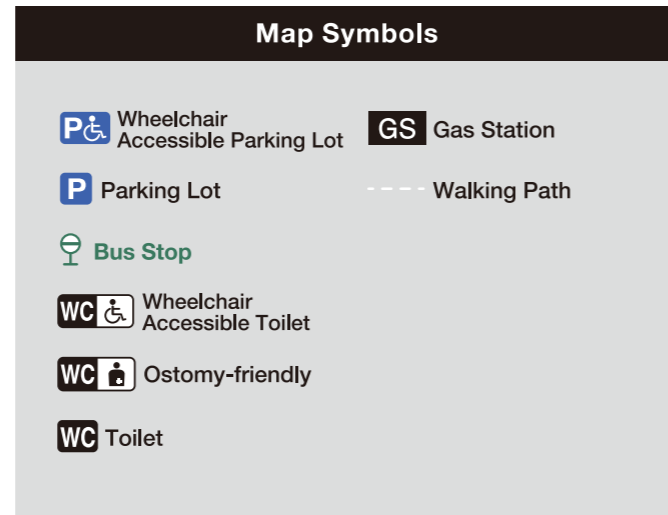 Map Symbols
P Wheelchair
Accessible Parking Lot
GS Gas Station
P Parking Lot
Walking Path
Bus Stop
WC Wheelchair
Accessible Toilet
WC Ostomy-friendly
WC Toilet